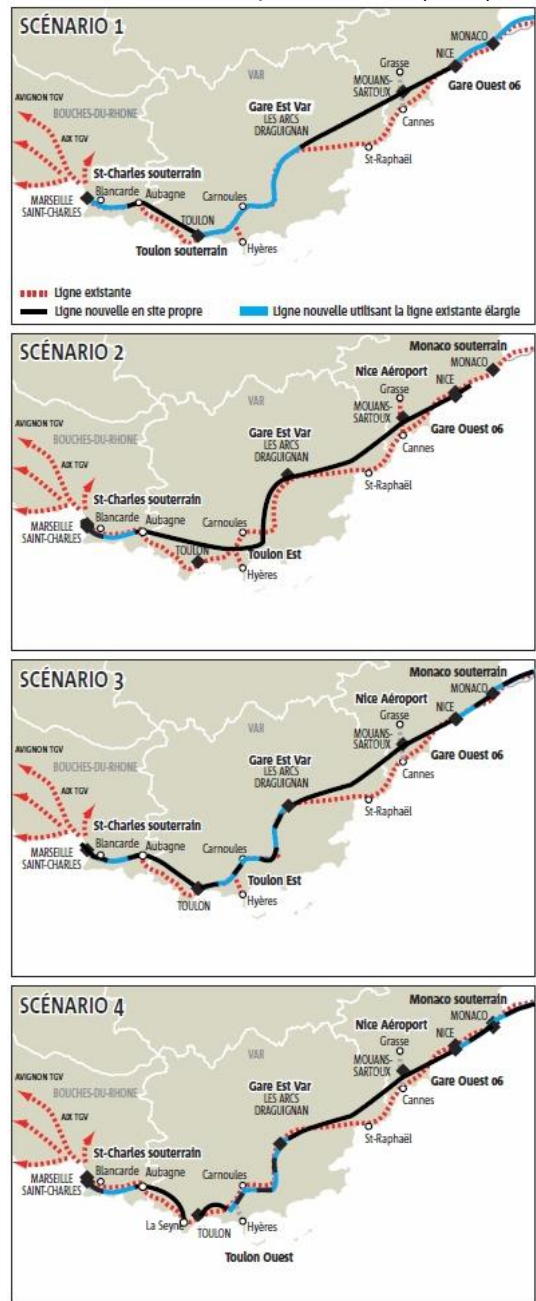 SCÉNARIO 1
MONACO
NICE
Grasse
VAR
MOUANS-
SARTOUX
Gare Ouest 06
AVIGNON TGV
BOUCHES-DU-RHONE
Gare Est Var
LES ARCS
DRAGUIGNAN
Cannes
AIX TGV
St-Raphaël
St-Charles souterrain
Blancarde
Aubagne
Carnoules
MARSEILLE
SAINT-CHARLES
TOULON
Toulon souterrain
Hyères
Ligne existante
Ligne nouvelle en site propre
Ligne nouvelle utilisant la ligne existante élargie
SCÉNARIO 2
Monaco souterrain
MONACO
Nice Aéroport
NICE
Grasse
VAR
MOUANS-
SARTOUX
Gare Ouest 06
AVIGNON TGV
BOUCHES-DU-RHONE
Gare Est Var
LES ARCS
DRAGUIGNAN
Cannes
AIX TGV
St-Raphaël
St-Charles souterrain
Blancarde
Aubagne
Carnoules
MARSEILLE
SAINT-CHARLES
TOULON
Toulon Est
Hyères
SCÉNARIO 3
Monaco souterrain
MONACO
Nice Aéroport
NICE
Grasse
VAR
MOUANS-
SARTOUX
Gare Ouest 06
AVIGNON TGV
BOUCHES-DU-RHONE
Gare Est Var
LES ARCS
DRAGUIGNAN
Cannes
AIX TGV
St-Raphaël
St-Charles souterrain
Blancarde
Aubagne
Carnoules
MARSEILLE
SAINT-CHARLES
Toulon Est
TOULON
Hyères
SCÉNARIO 4
Monaco souterrain
MONACO
Nice Aéroport
NICE
Grasse
VAR
MOUANS-
SARTOUX
Gare Ouest 06
AVIGNON TGV
BOUCHES-DU-RHONE
Gare Est Var
LES ARCS
DRAGUIGNAN
Cannes
AIX TGV
St-Raphaël
St-Charles souterrain
Blancarde
Aubagne
Carnoules
MARSEILLE
SAINT-CHARLES
La Seyne
TOULON
Hyères
Toulon Ouest